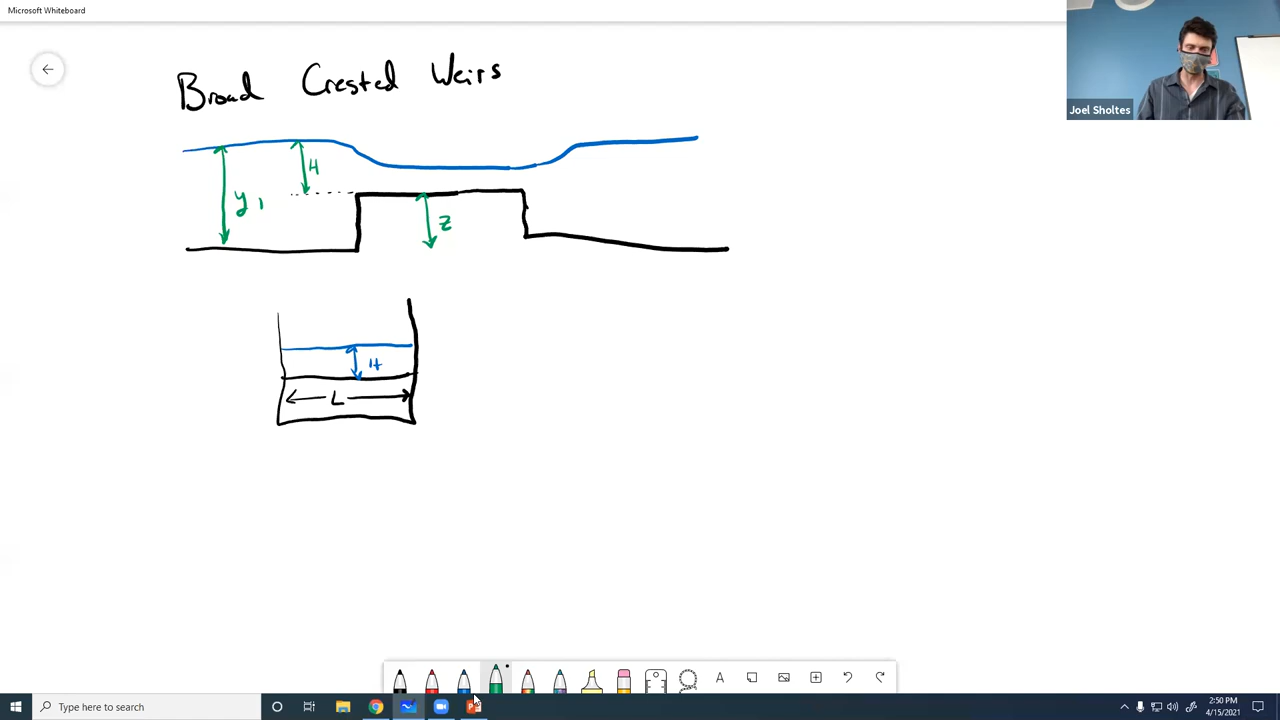 Microsoft Whiteboard
Broad Crested Weirs
Joel Sholtes
H
y1
z
H
L
A
Type here to search
2:50 PM
4/15/2021